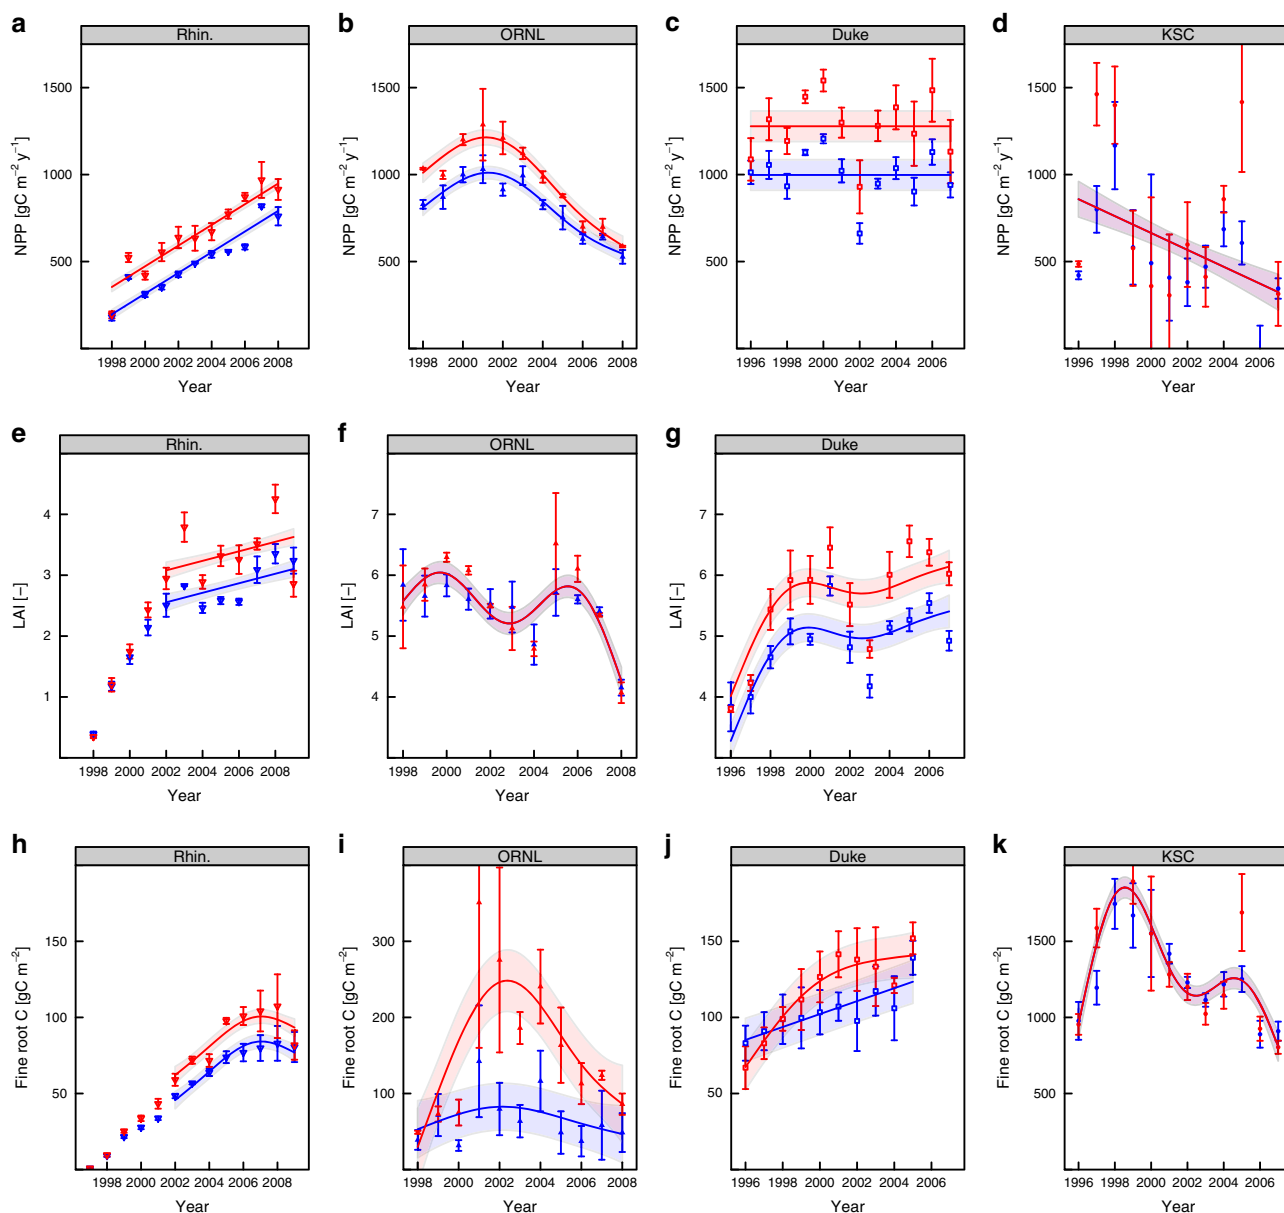 a
Rhin.
b
ORNL
c
Duke
d
KSC
NPP [gC m⁻² y⁻¹]
1500
1000
500
1998 2000 2002 2004 2006 2008
Year
NPP [gC m⁻² y⁻¹]
1500
1000
500
1998 2000 2002 2004 2006 2008
Year
NPP [gC m⁻² y⁻¹]
1500
1000
500
1996 1998 2000 2002 2004 2006
Year
NPP [gC m⁻² y⁻¹]
1500
1000
500
1996 1998 2000 2002 2004 2006
Year
e
Rhin.
f
ORNL
g
Duke
LAI [–]
4
3
2
1
1998 2000 2002 2004 2006 2008
Year
LAI [–]
7
6
5
4
1998 2000 2002 2004 2006 2008
Year
LAI [–]
7
6
5
4
1996 1998 2000 2002 2004 2006
Year
h
Rhin.
i
ORNL
j
Duke
k
KSC
Fine root C [gC m⁻²]
150
100
50
1998 2000 2002 2004 2006 2008
Year
Fine root C [gC m⁻²]
300
200
100
1998 2000 2002 2004 2006 2008
Year
Fine root C [gC m⁻²]
150
100
50
1996 1998 2000 2002 2004 2006
Year
Fine root C [gC m⁻²]
1500
1000
500
1996 1998 2000 2002 2004 2006
Year